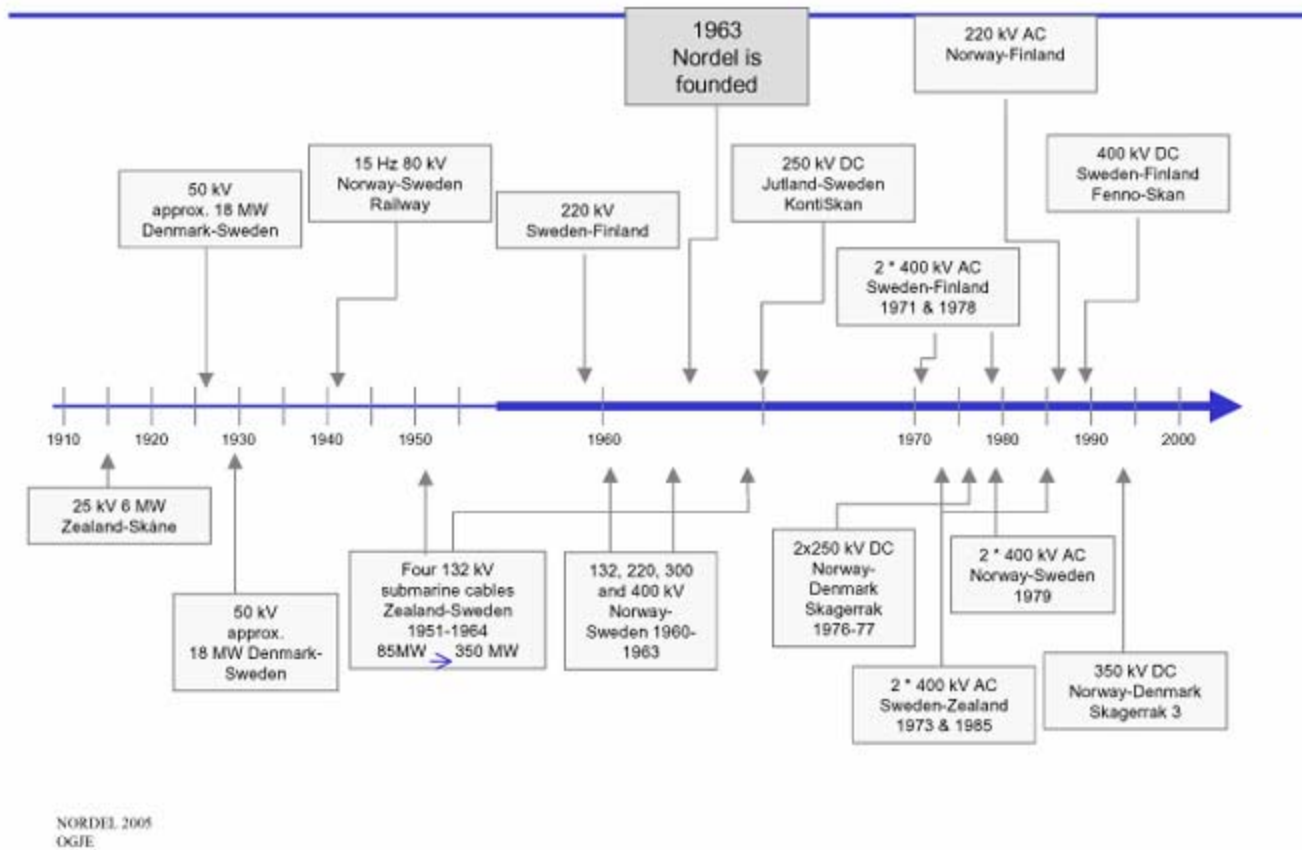 1963
Nordel is
founded
220 kV AC
Norway-Finland
50 kV
approx. 18 MW
Denmark-Sweden
15 Hz 80 kV
Norway-Sweden
Railway
220 kV
Sweden-Finland
250 kV DC
Jutland-Sweden
KontiSkan
2 * 400 kV AC
Sweden-Finland
1971 & 1978
400 kV DC
Sweden-Finland
Fenno-Skan
1910 1920 1930 1940 1950 1960 1970 1980 1990 2000
25 kV 6 MW
Zealand-Skåne
50 kV
approx.
18 MW Denmark-
Sweden
Four 132 kV
submarine cables
Zealand-Sweden
1951-1964
85MW → 350 MW
132, 220, 300
and 400 kV
Norway-
Sweden 1960-
1963
2x250 kV DC
Norway-
Denmark
Skagerrak
1976-77
2 * 400 kV AC
Norway-Sweden
1979
2 * 400 kV AC
Sweden-Zealand
1973 & 1985
350 kV DC
Norway-Denmark
Skagerrak 3
NORDEL 2005
OGJE